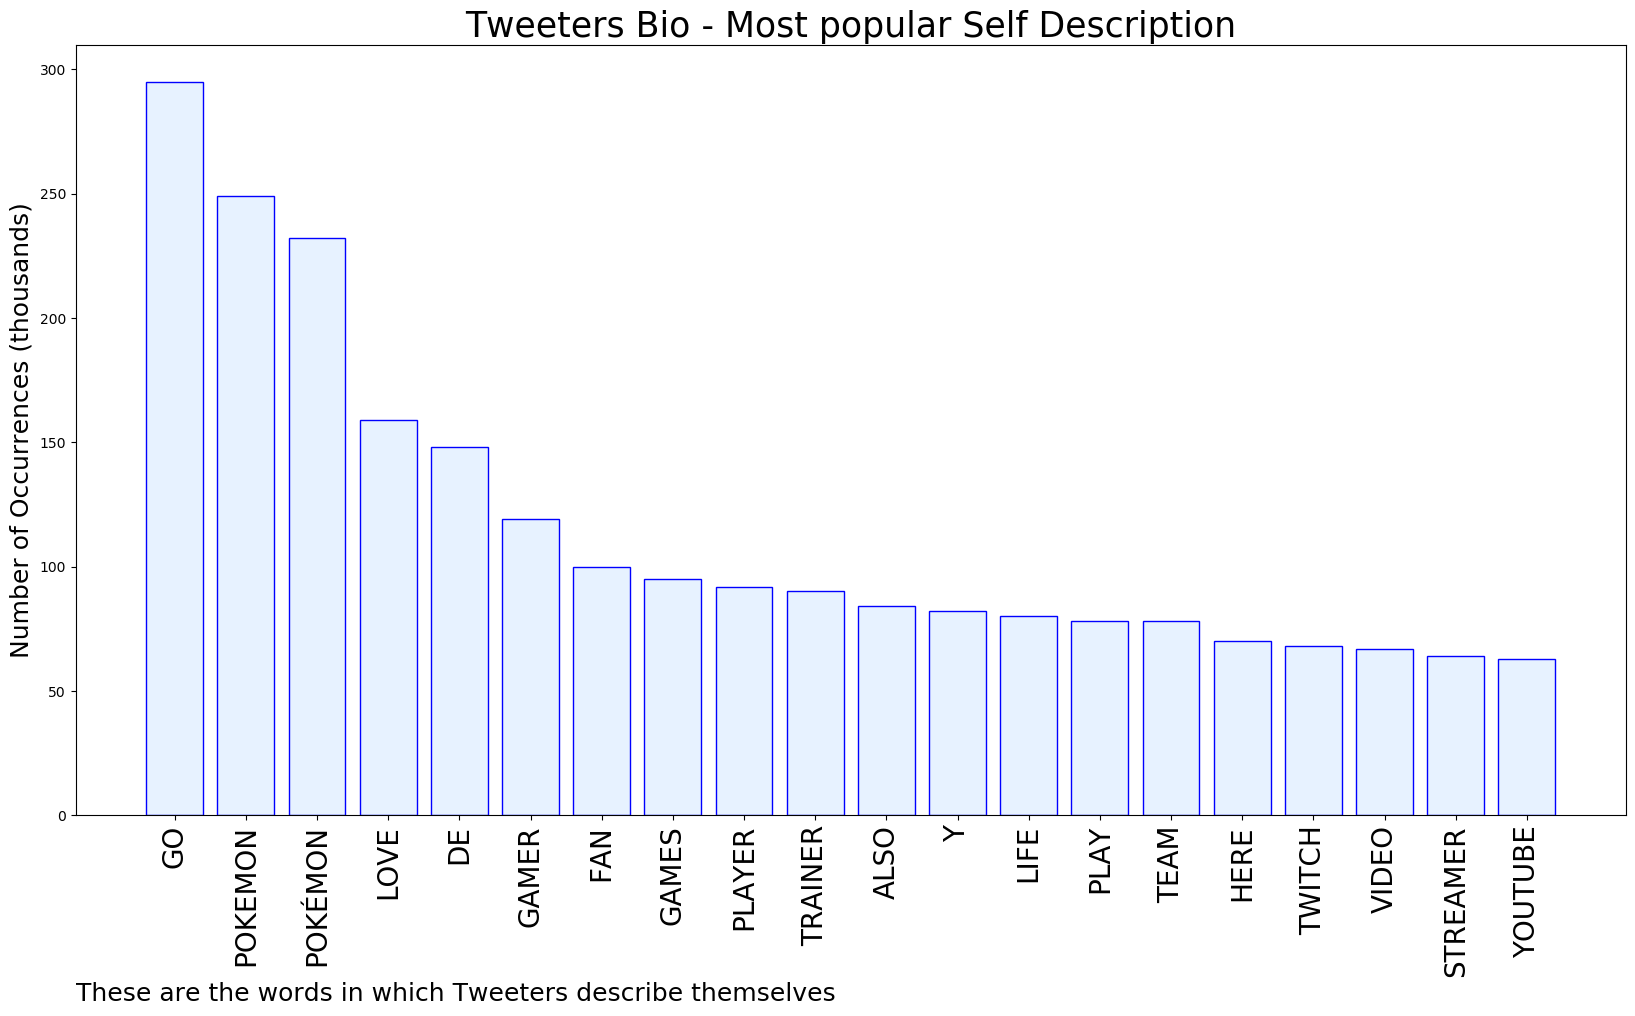 Tweeters Bio - Most popular Self Description
Number of Occurrences (thousands)
300
250
200
150
100
50
0
GO
POKEMON
POKÉMON
LOVE
DE
GAMER
FAN
GAMES
PLAYER
TRAINER
ALSO
Y
LIFE
PLAY
TEAM
HERE
TWITCH
VIDEO
STREAMER
YOUTUBE
These are the words in which Tweeters describe themselves